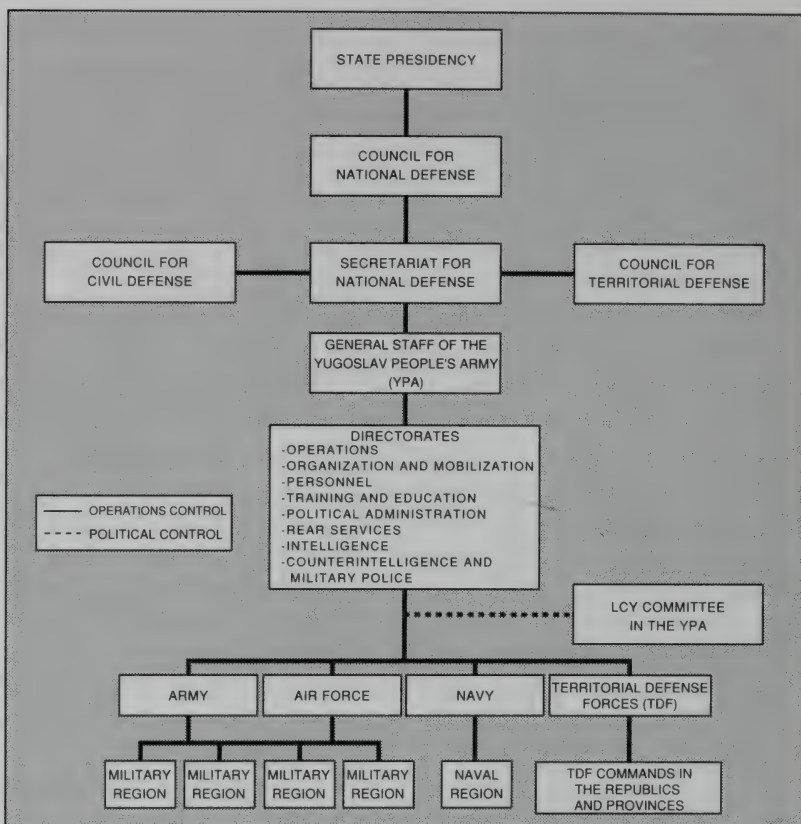 STATE PRESIDENCY
COUNCIL FOR
NATIONAL DEFENSE
COUNCIL FOR
CIVIL DEFENSE
SECRETARIAT FOR
NATIONAL DEFENSE
COUNCIL FOR
TERRITORIAL DEFENSE
GENERAL STAFF OF THE
YUGOSLAV PEOPLE'S ARMY
(YPA)
DIRECTORATES
-OPERATIONS
-ORGANIZATION AND MOBILIZATION
-PERSONNEL
-TRAINING AND EDUCATION
-POLITICAL ADMINISTRATION
-REAR SERVICES
-INTELLIGENCE
-COUNTERINTELLIGENCE AND
MILITARY POLICE
OPERATIONS CONTROL
POLITICAL CONTROL
LCY COMMITTEE
IN THE YPA
ARMY
AIR FORCE
NAVY
TERRITORIAL DEFENSE
FORCES (TDF)
MILITARY
REGION
MILITARY
REGION
MILITARY
REGION
MILITARY
REGION
NAVAL
REGION
TDF COMMANDS IN
THE REPUBLICS
AND PROVINCES